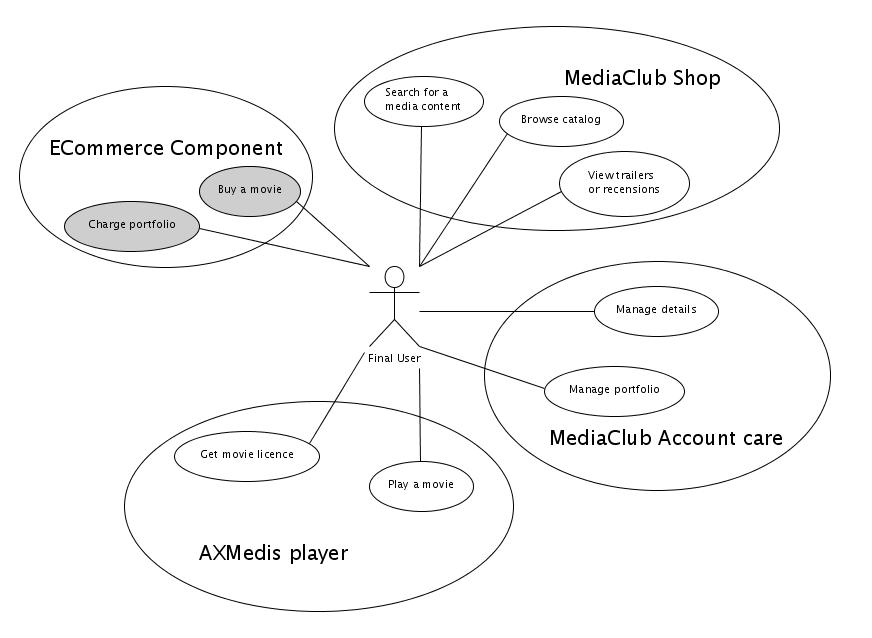 MediaClub Shop
Search for a
media content
Browse catalog
View trailers
or recensions
ECommerce Component
Buy a movie
Charge portfolio
Final User
Manage details
Manage portfolio
MediaClub Account care
Get movie licence
Play a movie
AXMedis player